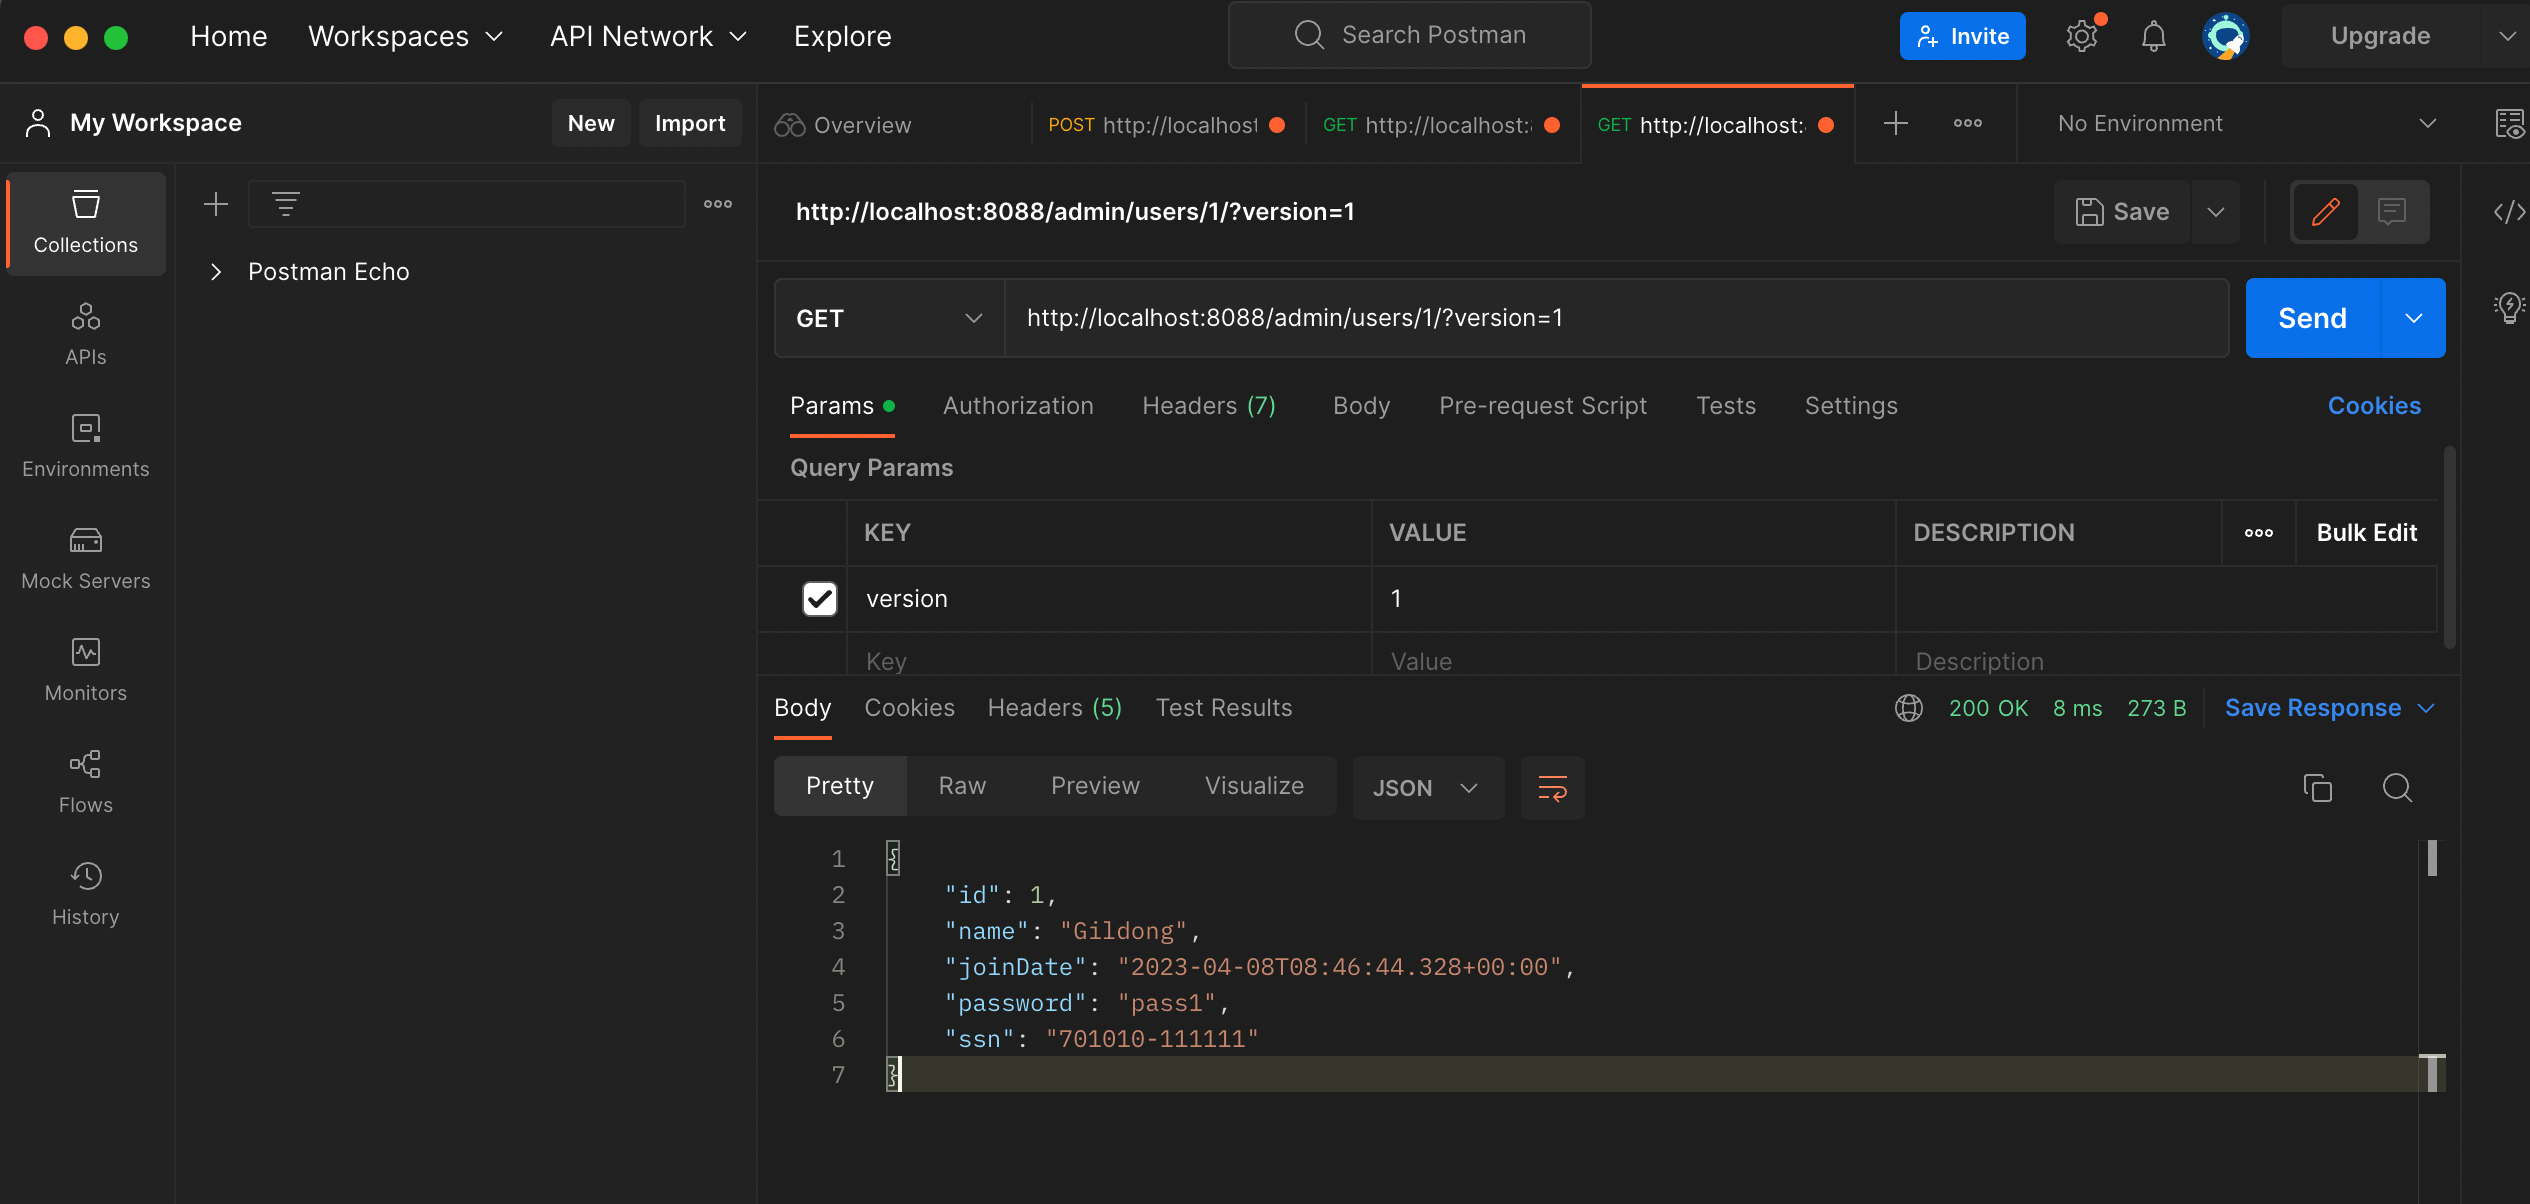 Home Workspaces API Network Explore Search Postman Invite Upgrade
My Workspace New Import Overview POST http://localhost GET http://localhost: GET http://localhost: No Environment
Collections
APIs
Environments
Mock Servers
Monitors
Flows
History
Postman Echo
http://localhost:8088/admin/users/1/?version=1 Save
GET http://localhost:8088/admin/users/1/?version=1 Send
Params Authorization Headers (7) Body Pre-request Script Tests Settings Cookies
Query Params
KEY VALUE DESCRIPTION Bulk Edit
version 1
Key Value Description
Body Cookies Headers (5) Test Results 200 OK 8 ms 273 B Save Response
Pretty Raw Preview Visualize JSON
1 {
2 "id": 1,
3 "name": "Gildong",
4 "joinDate": "2023-04-08T08:46:44.328+00:00",
5 "password": "pass1",
6 "ssn": "701010-111111"
7 }